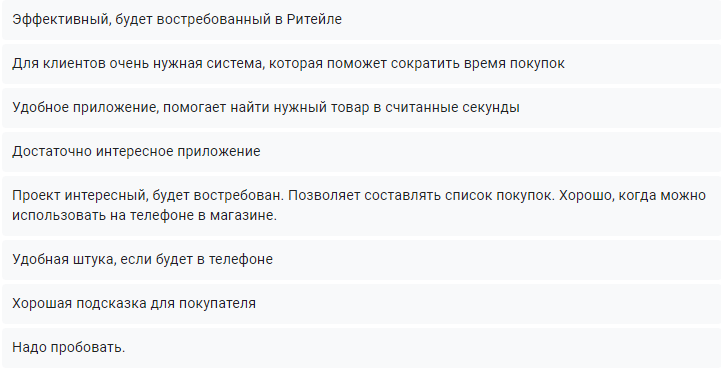 Эффективный, будет востребованный в Ритейле
Для клиентов очень нужная система, которая поможет сократить время покупок
Удобное приложение, помогает найти нужный товар в считанные секунды
Достаточно интересное приложение
Проект интересный, будет востребован. Позволяет составлять список покупок. Хорошо, когда можно
использовать на телефоне в магазине.
Удобная штука, если будет в телефоне
Хорошая подсказка для покупателя
Надо пробовать.